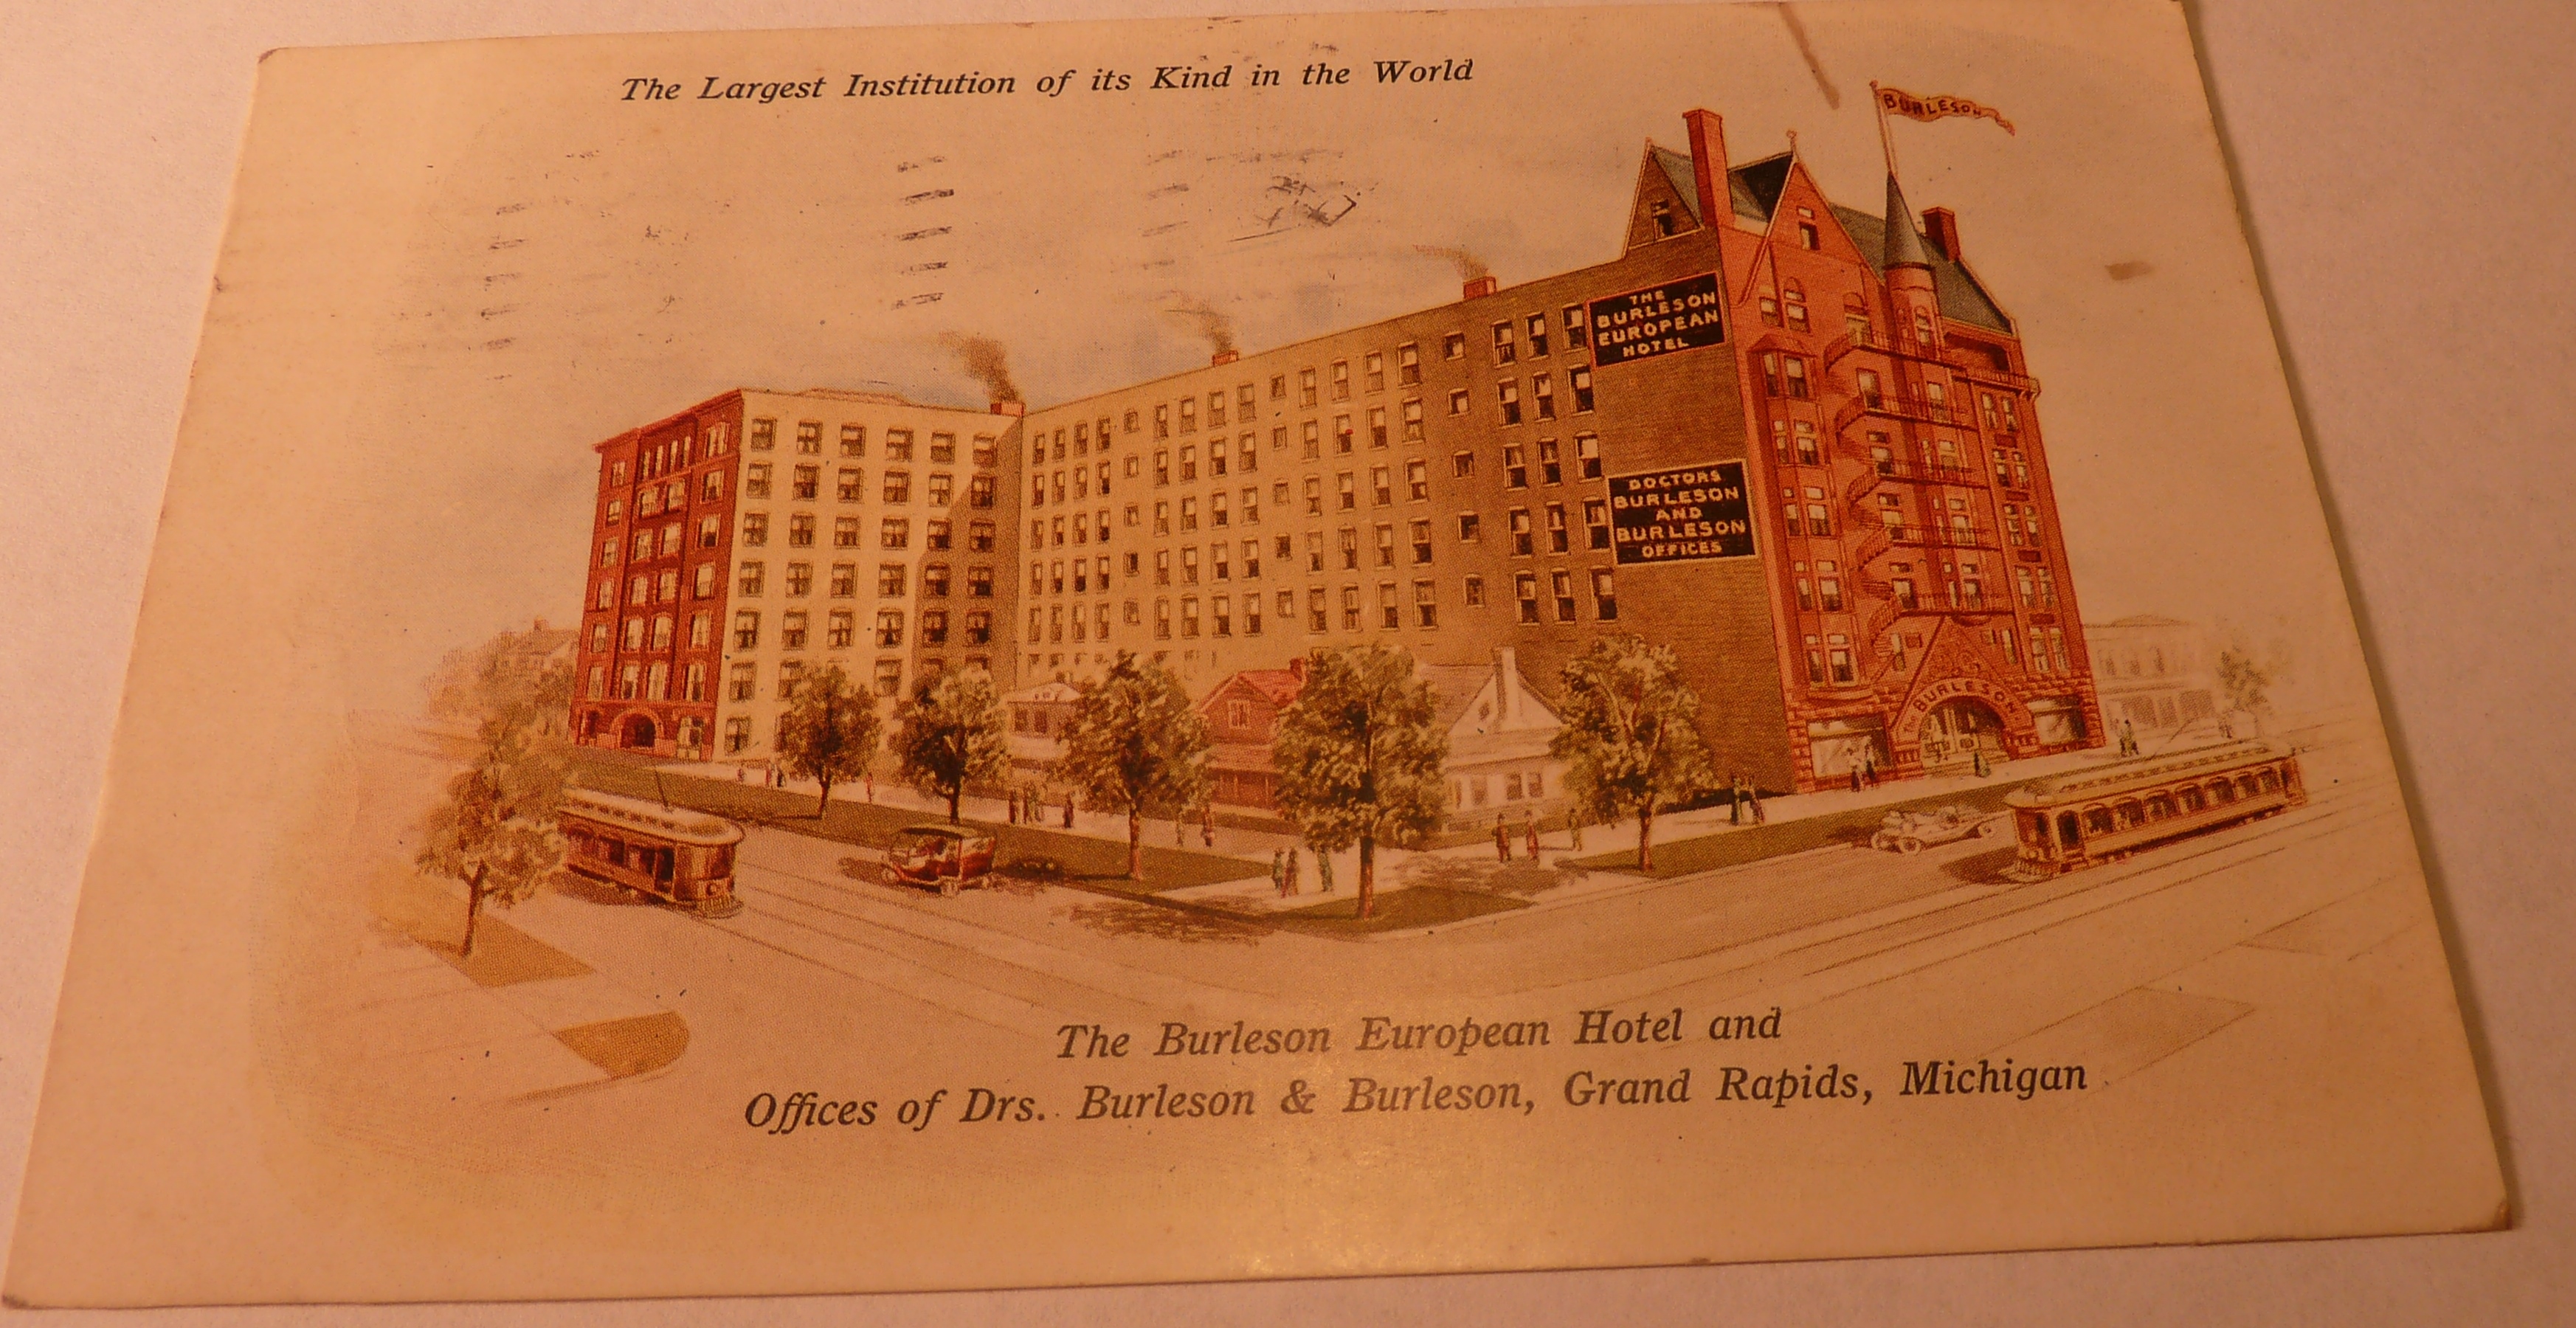 The Largest Institution of its Kind in the World
BURLESON
THE
BURLESON
EUROPEAN
HOTEL
DOCTORS
BURLESON
AND
BURLESON
OFFICES
The BURLESON
The Burleson European Hotel and
Offices of Drs. Burleson & Burleson, Grand Rapids, Michigan